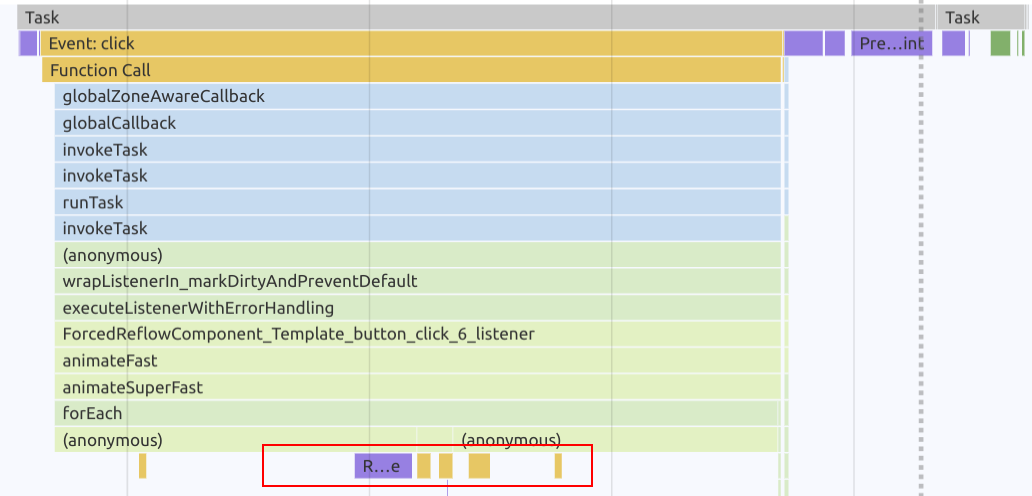 Task Task
Event: click Pre…int
Function Call
globalZoneAwareCallback
globalCallback
invokeTask
invokeTask
runTask
invokeTask
(anonymous)
wrapListenerIn_markDirtyAndPreventDefault
executeListenerWithErrorHandling
ForcedReflowComponent_Template_button_click_6_listener
animateFast
animateSuperFast
forEach
(anonymous) (anonymous)
R…e